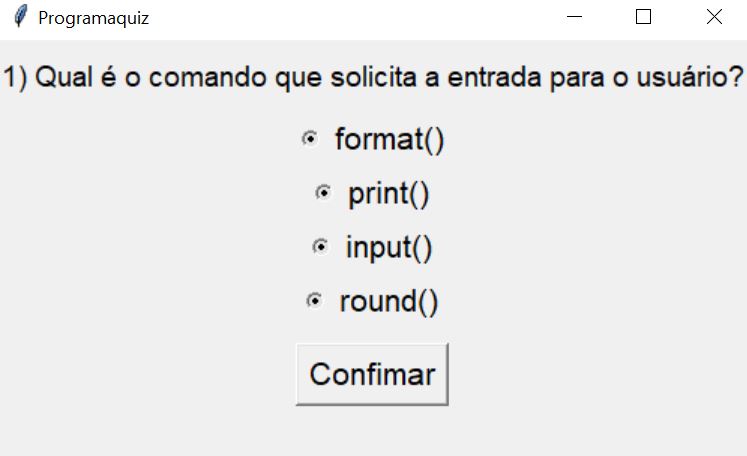 Programaquiz
1) Qual é o comando que solicita a entrada para o usuário?
format()
print()
input()
round()
Confimar